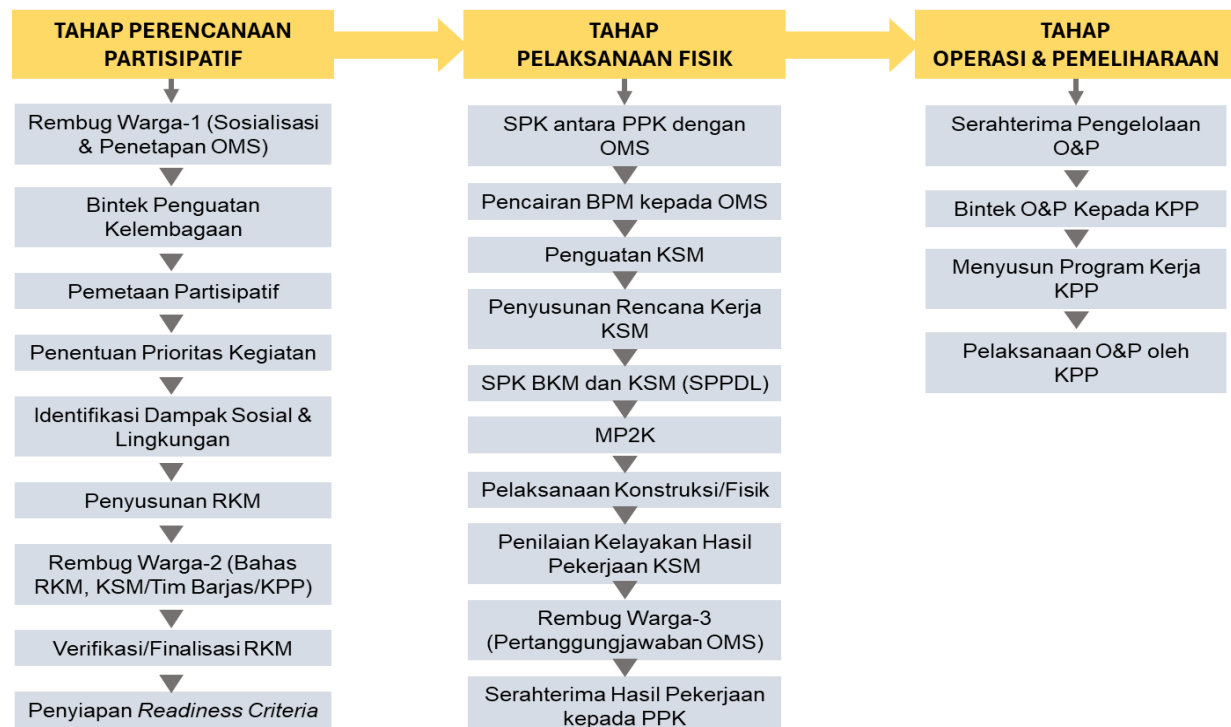 TAHAP PERENCANAAN
PARTISIPATIF
Rembug Warga-1 (Sosialisasi
& Penetapan OMS)
Bintek Penguatan
Kelembagaan
Pemetaan Partisipatif
Penentuan Prioritas Kegiatan
Identifikasi Dampak Sosial &
Lingkungan
Penyusunan RKM
Rembug Warga-2 (Bahas
RKM, KSM/Tim Barjas/KPP)
Verifikasi/Finalisasi RKM
Penyiapan Readiness Criteria
TAHAP
PELAKSANAAN FISIK
SPK antara PPK dengan
OMS
Pencairan BPM kepada OMS
Penguatan KSM
Penyusunan Rencana Kerja
KSM
SPK BKM dan KSM (SPPDL)
MP2K
Pelaksanaan Konstruksi/Fisik
Penilaian Kelayakan Hasil
Pekerjaan KSM
Rembug Warga-3
(Pertanggungjawaban OMS)
Serahterima Hasil Pekerjaan
kepada PPK
TAHAP
OPERASI & PEMELIHARAAN
Serahterima Pengelolaan
O&P
Bintek O&P Kepada KPP
Menyusun Program Kerja
KPP
Pelaksanaan O&P oleh
KPP